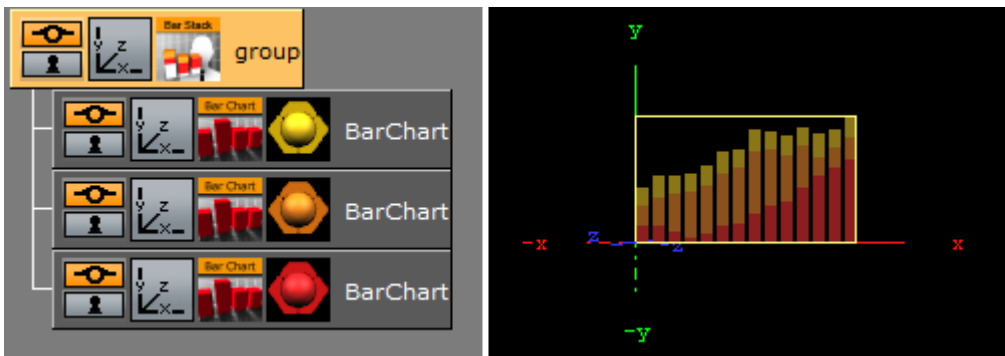 Bar Stack
y z
x
group
Bar Chart
y z
x
BarChart
Bar Chart
y z
x
BarChart
Bar Chart
y z
x
BarChart
y
-x z -z x
-y